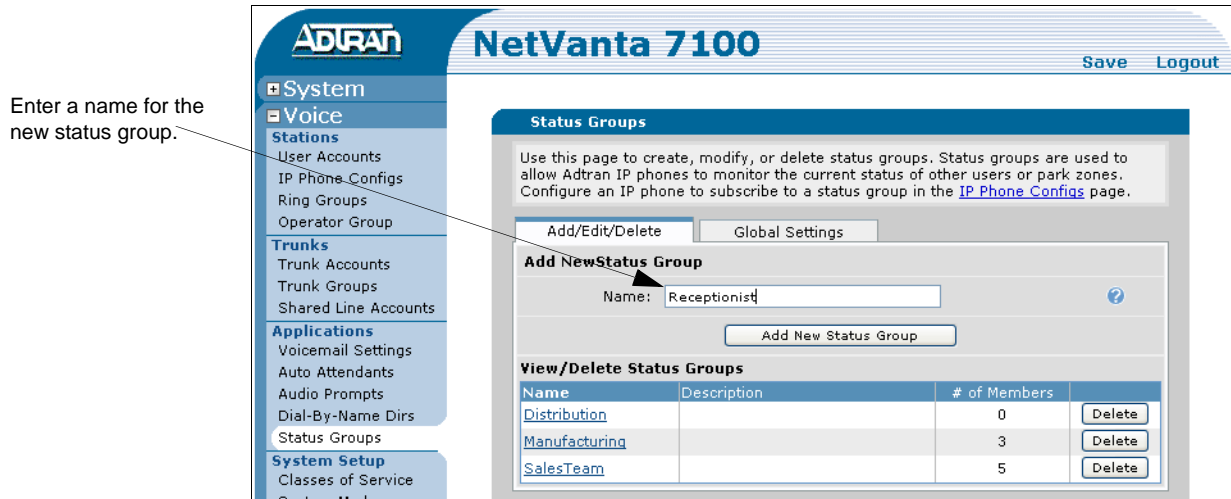 Enter a name for the
new status group.
ADTRAN
NetVanta 7100
Save Logout
System
Voice
Stations
User Accounts
IP Phone Configs
Ring Groups
Operator Group
Trunks
Trunk Accounts
Trunk Groups
Shared Line Accounts
Applications
Voicemail Settings
Auto Attendants
Audio Prompts
Dial-By-Name Dirs
Status Groups
System Setup
Classes of Service
Status Groups
Use this page to create, modify, or delete status groups. Status groups are used to
allow Adtran IP phones to monitor the current status of other users or park zones.
Configure an IP phone to subscribe to a status group in the IP Phone Configs page.
Add/Edit/Delete Global Settings
Add NewStatus Group
Name: Receptionist ?
Add New Status Group
View/Delete Status Groups
Name Description # of Members
Distribution 0 Delete
Manufacturing 3 Delete
SalesTeam 5 Delete